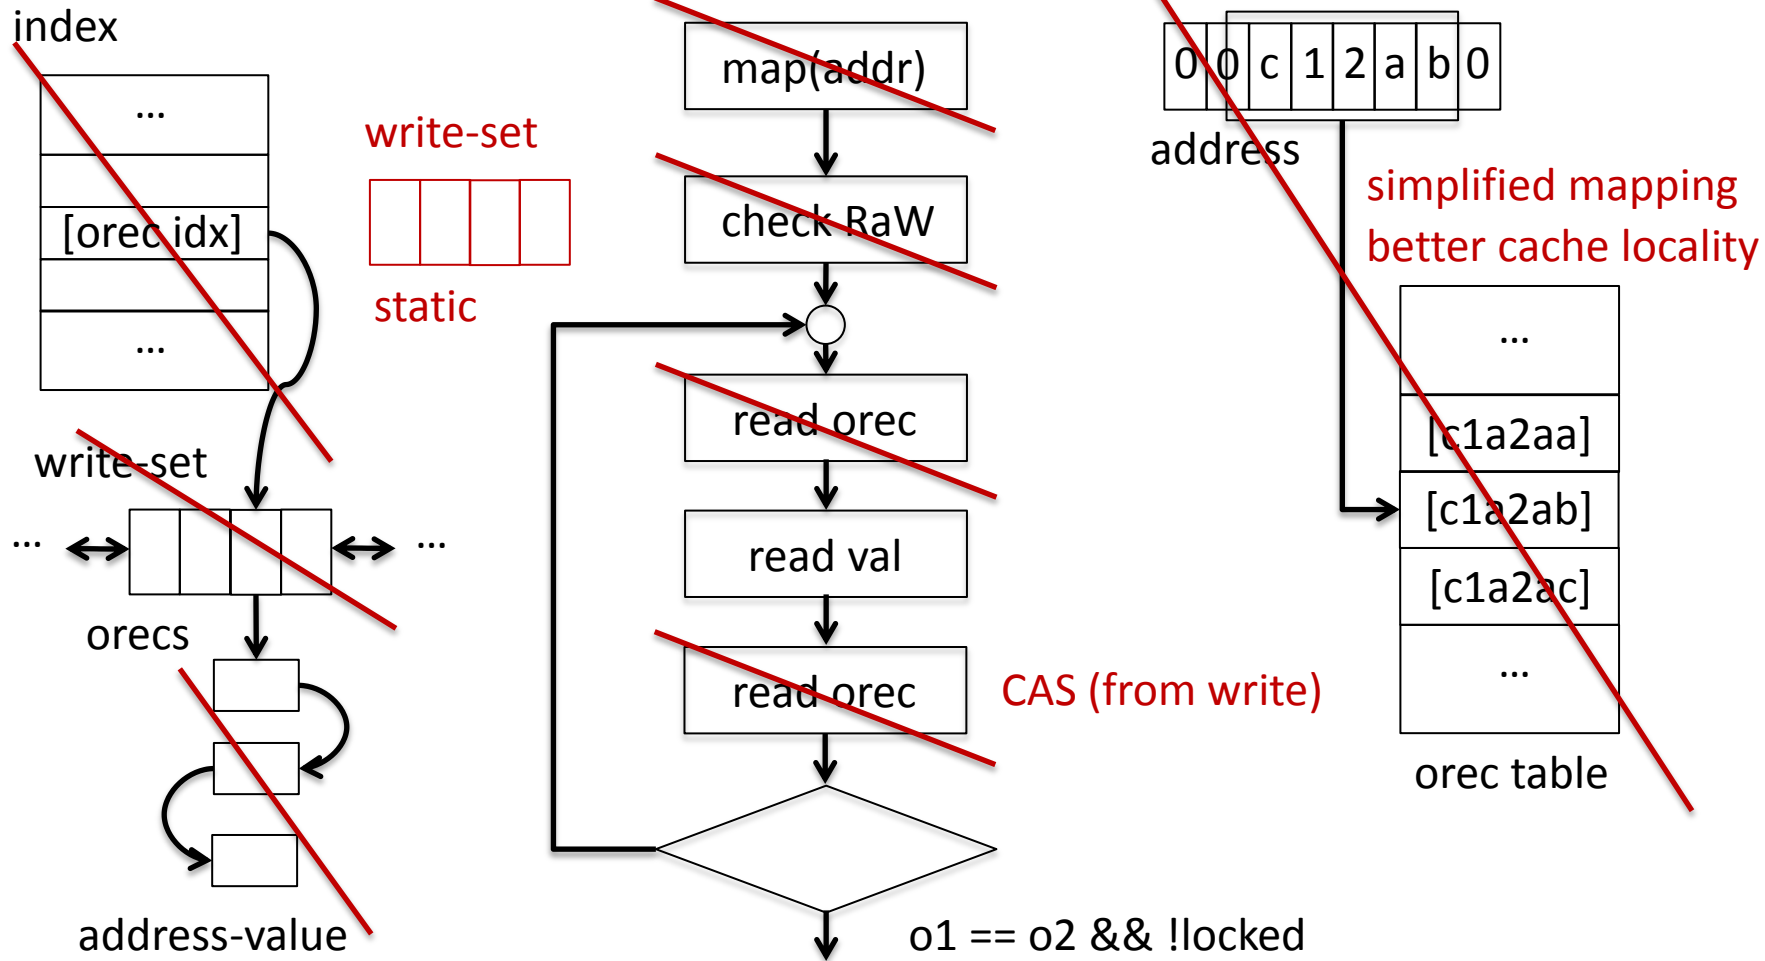 index
...
[orec idx]
...
write-set
static
write-set
...
...
orecs
address-value
map(addr)
check RaW
read orec
read val
read orec
CAS (from write)
o1 == o2 && !locked
0 0 c 1 2 a b 0
address
simplified mapping
better cache locality
...
[c1a2aa]
[c1a2ab]
[c1a2ac]
...
orec table